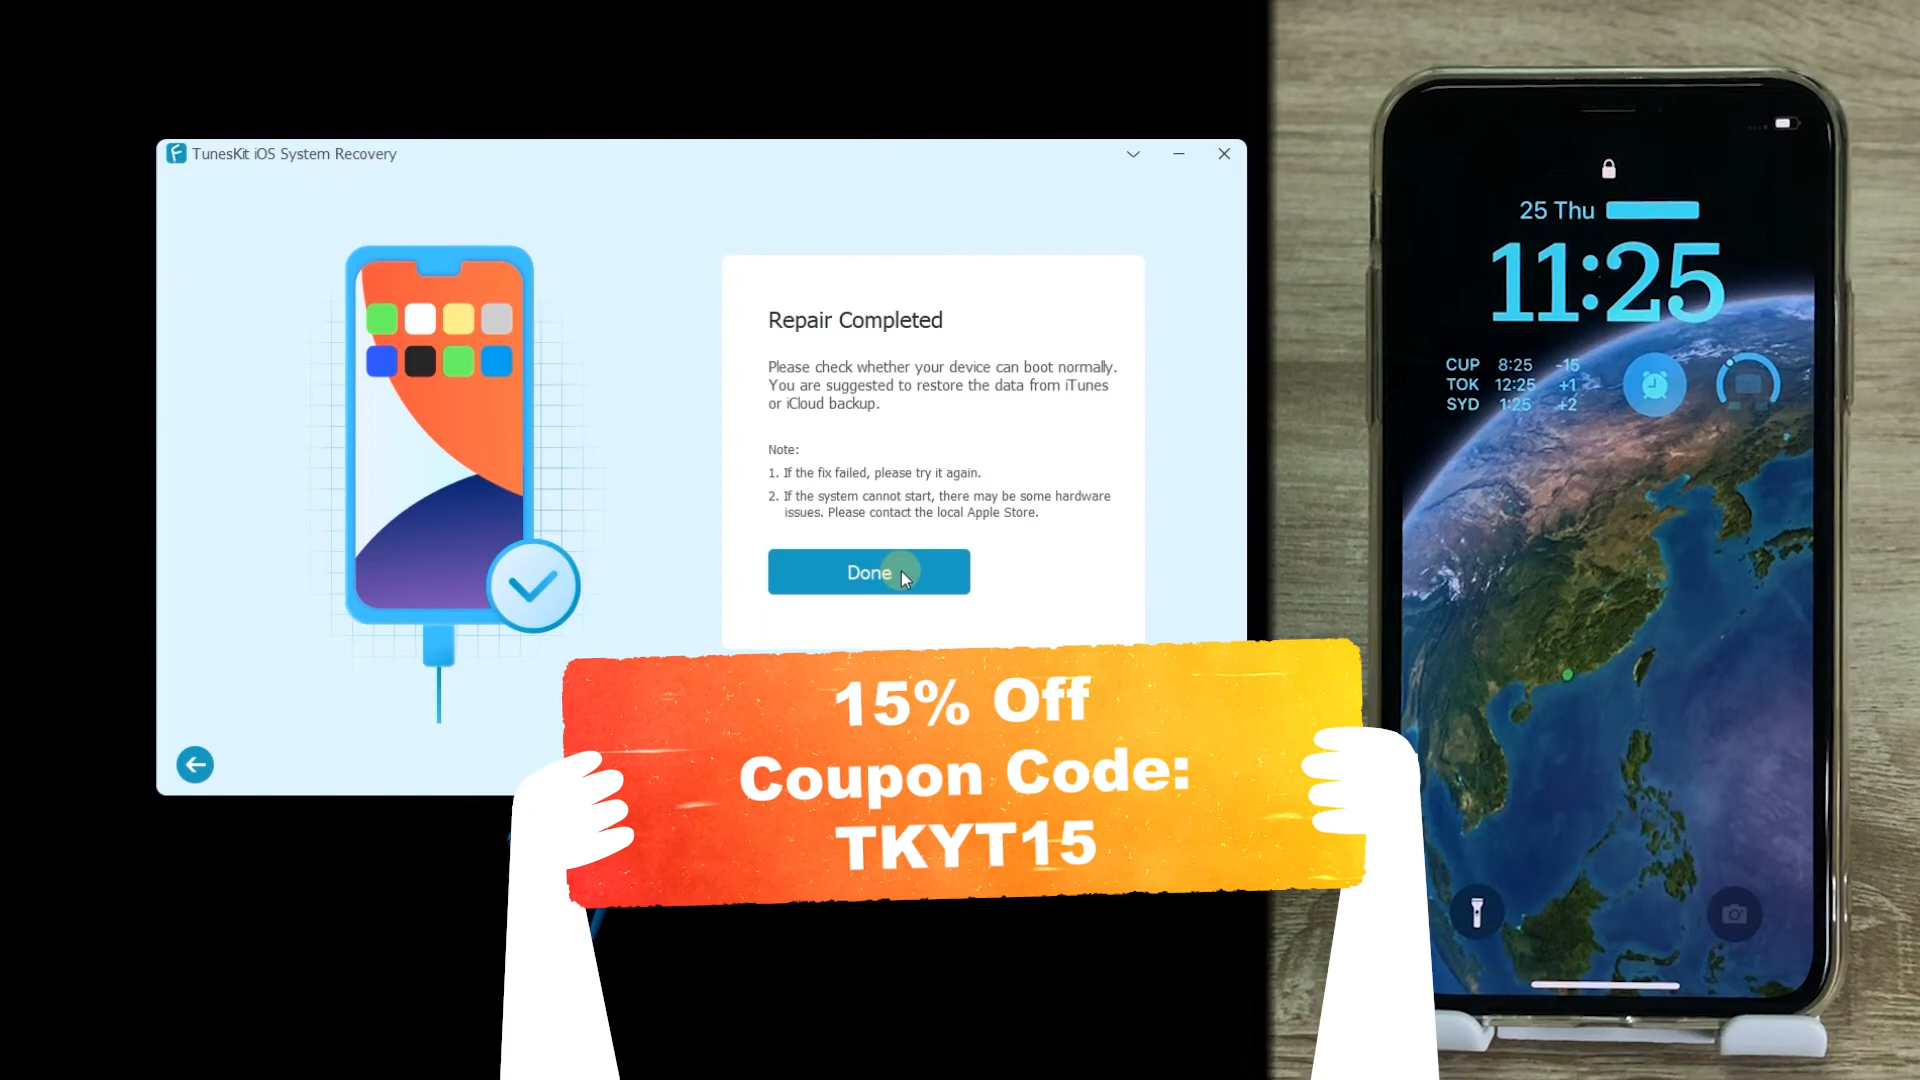 TunesKit iOS System Recovery
Repair Completed
Please check whether your device can boot normally.
You are suggested to restore the data from iTunes
or iCloud backup.
Note:
1. If the fix failed, please try it again.
2. If the system cannot start, there may be some hardware
issues. Please contact the local Apple Store.
Done
15% Off
Coupon Code:
TKYT15
25 Thu
11:25
CUP 8:25 -15
TOK 12:25 +1
SYD 1:25 +2